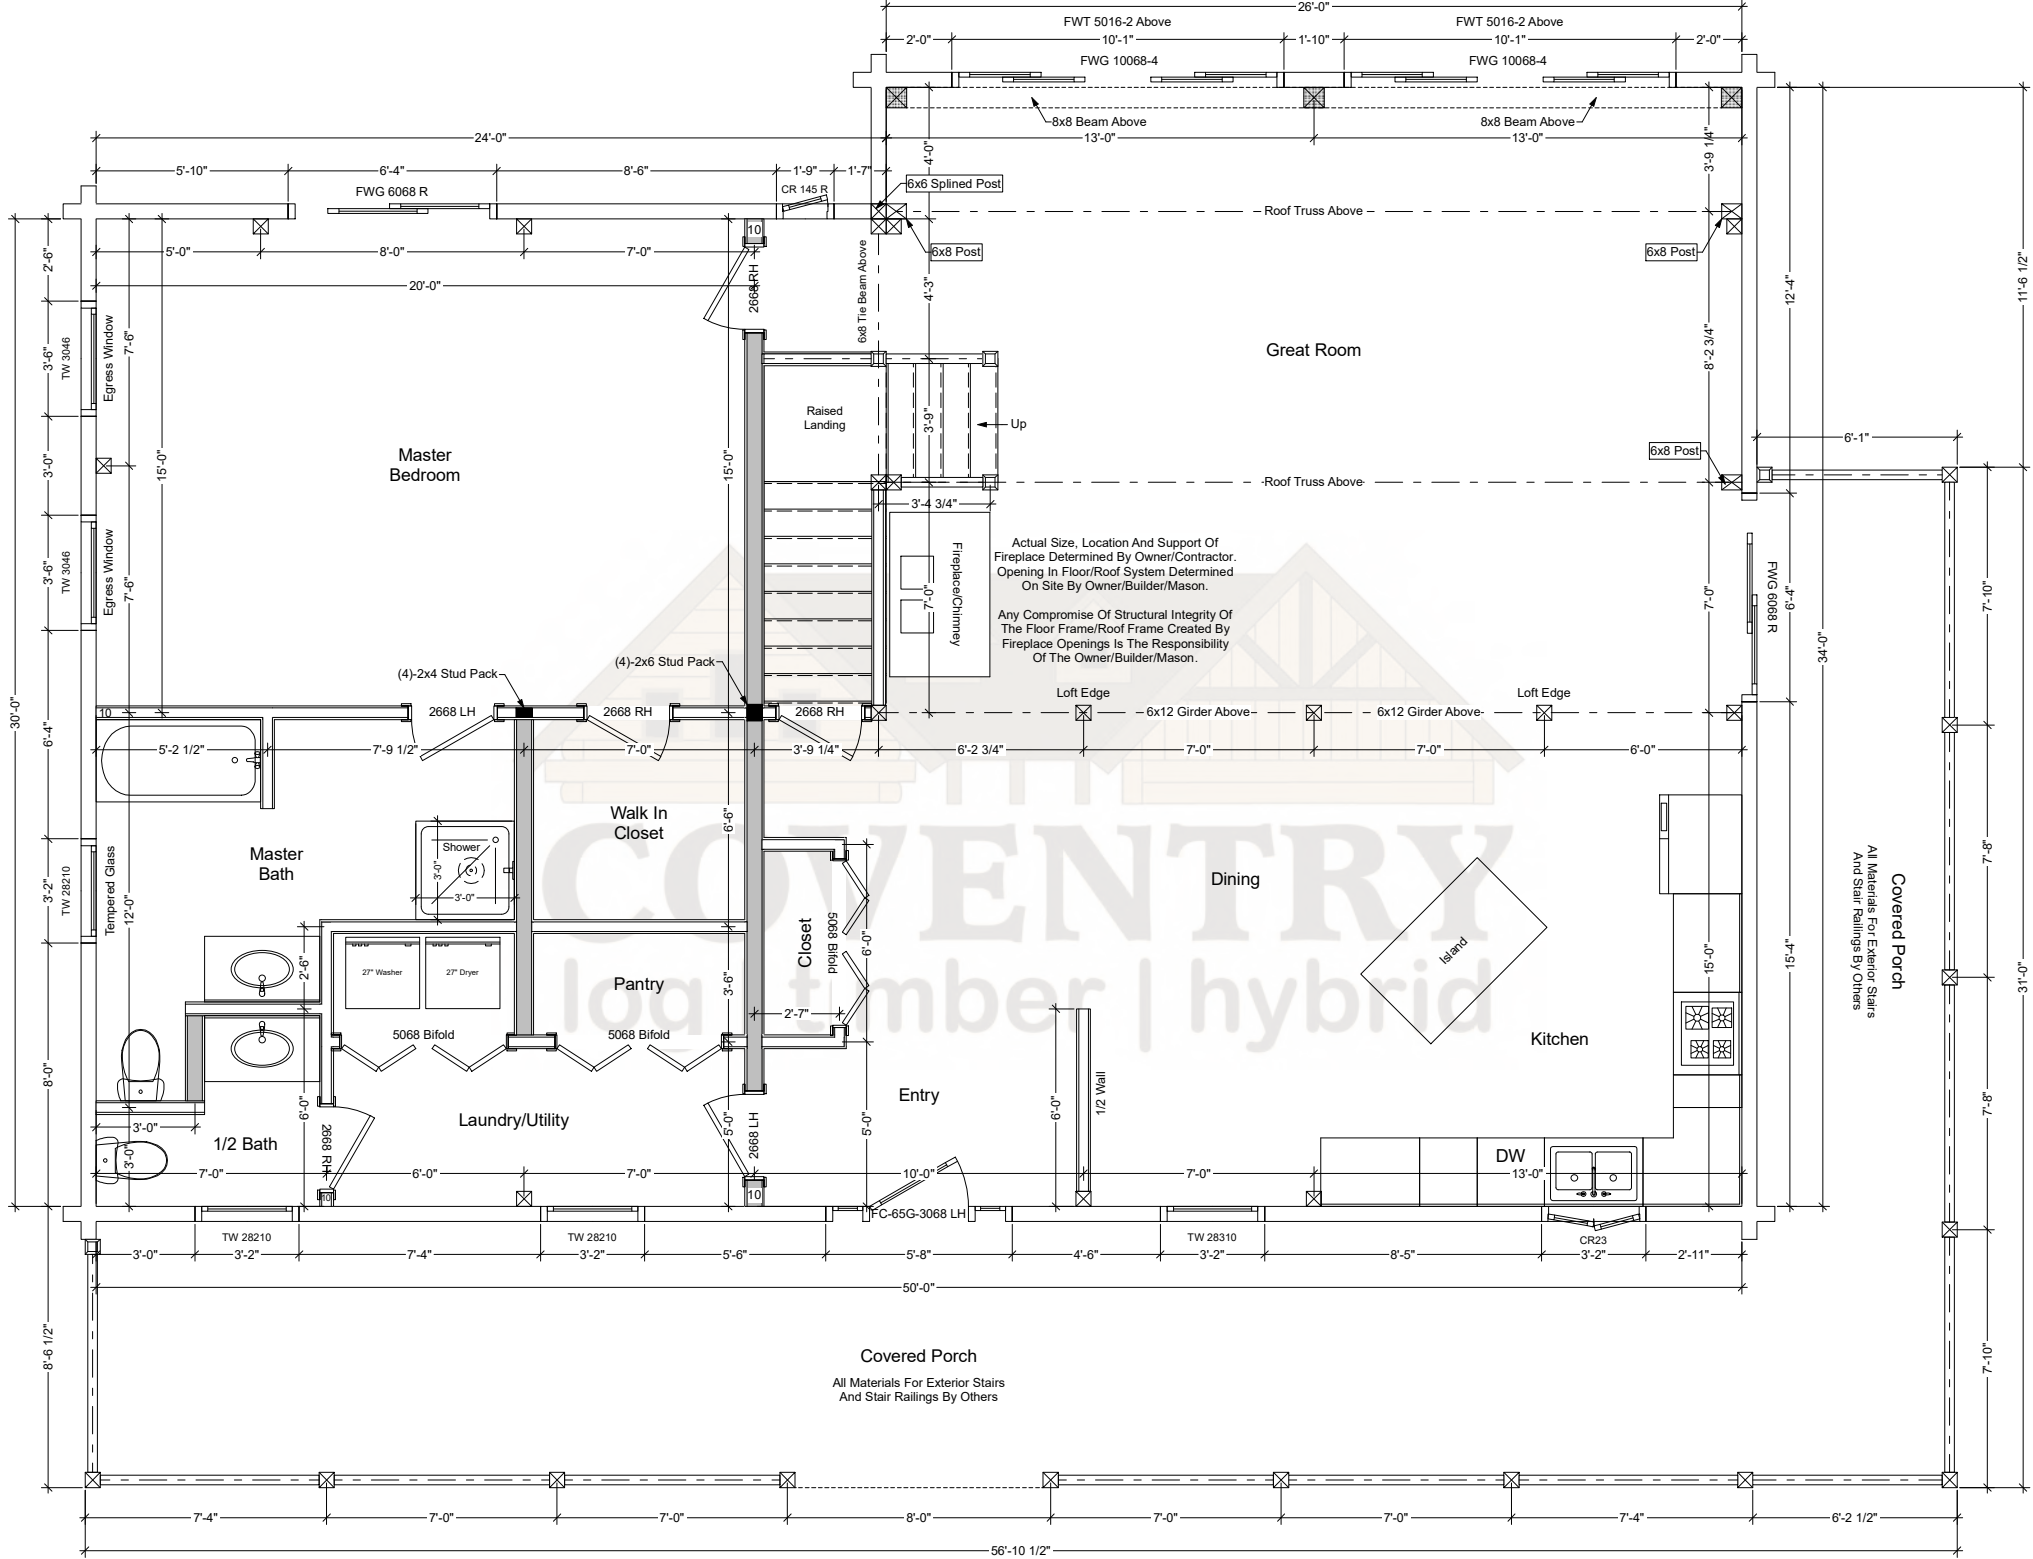 26'-0"
FWT 5016-2 Above
FWT 5016-2 Above
2'-0"
10'-1"
1'-10"
10'-1"
2'-0"
FWG 10068-4
FWG 10068-4
8x8 Beam Above
8x8 Beam Above
24'-0"
13'-0"
13'-0"
4'-0"
3'-9 1/4"
5'-10"
6'-4"
8'-6"
1'-9"
1'-7"
FWG 6068 R
CR 145 R
6x6 Splined Post
Roof Truss Above
10
6x8 Post
6x8 Post
5'-0"
8'-0"
7'-0"
2'-6"
20'-0"
2668 RH
6x8 Tie Beam Above
4'-3"
12'-4"
11'-6 1/2"
7'-6"
3'-6"
TW 3046
Egress Window
Great Room
8'-2 3/4"
Raised
Landing
3'-9"
Up
6'-1"
Master
Bedroom
15'-0"
15'-0"
3'-0"
6x8 Post
Roof Truss Above
3'-4 3/4"
3'-6"
TW 3046
Egress Window
7'-6"
Fireplace/Chimney
7'-0"
Actual Size, Location And Support Of
Fireplace Determined By Owner/Contractor.
Opening In Floor/Roof System Determined
On Site By Owner/Builder/Mason.
Any Compromise Of Structural Integrity Of
The Floor Frame/Roof Frame Created By
Fireplace Openings Is The Responsibility
Of The Owner/Builder/Mason.
7'-0"
FWG 6068 R
6'-4"
34'-0"
7'-10"
(4)-2x6 Stud Pack
(4)-2x4 Stud Pack
30'-0"
Loft Edge
Loft Edge
10
2668 LH
2668 RH
2668 RH
6x12 Girder Above
6x12 Girder Above
6'-4"
5'-2 1/2"
7'-9 1/2"
7'-0"
3'-9 1/4"
6'-2 3/4"
7'-0"
7'-0"
6'-0"
Walk In
Closet
6'-6"
COVENTRY
log | timber | hybrid
Shower
3'-0"
3'-0"
Master
Bath
3'-2"
TW 28210
Tempered Glass
12'-0"
Dining
Closet
5068 Bifold
6'-0"
Island
7'-8"
Covered Porch
All Materials For Exterior Stairs
And Stair Railings By Others
2'-6"
27" Washer
27" Dryer
Pantry
3'-6"
15'-0"
15'-4"
31'-0"
2'-7"
5068 Bifold
5068 Bifold
Kitchen
8'-0"
Entry
6'-0"
1/2 Wall
6'-0"
Laundry/Utility
5'-0"
2668 LH
5'-0"
7'-8"
3'-0"
1/2 Bath
3'-0"
2668 RH
DW
7'-0"
6'-0"
7'-0"
10'-0"
7'-0"
13'-0"
10
10
FC-65G-3068 LH
TW 28210
TW 28210
TW 28310
CR23
3'-0"
3'-2"
7'-4"
3'-2"
5'-6"
5'-8"
4'-6"
3'-2"
8'-5"
3'-2"
2'-11"
50'-0"
8'-6 1/2"
Covered Porch
All Materials For Exterior Stairs
And Stair Railings By Others
7'-10"
7'-4"
7'-0"
7'-0"
8'-0"
7'-0"
7'-0"
7'-4"
6'-2 1/2"
56'-10 1/2"